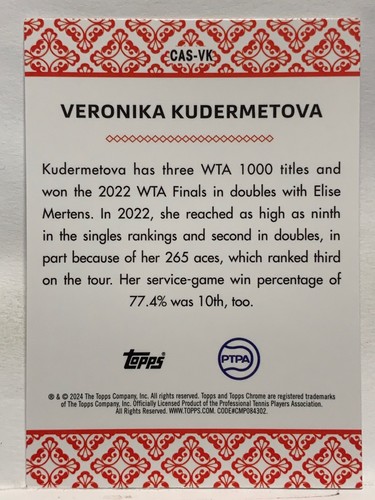 CAS-VK
VERONIKA KUDERMETOVA
Kudermetova has three WTA 1000 titles and
won the 2022 WTA Finals in doubles with Elise
Mertens. In 2022, she reached as high as ninth
in the singles rankings and second in doubles, in
part because of her 265 aces, which ranked third
on the tour. Her service-game win percentage of
77.4% was 10th, too.
Topps
PTPA
® & © 2024 The Topps Company, Inc. All rights reserved. Topps and Topps Chrome are registered trademarks
of The Topps Company, Inc. Officially Licensed Product of the Professional Tennis Players Association.
All Rights Reserved. WWW.TOPPS.COM. CODE#CMP084302.